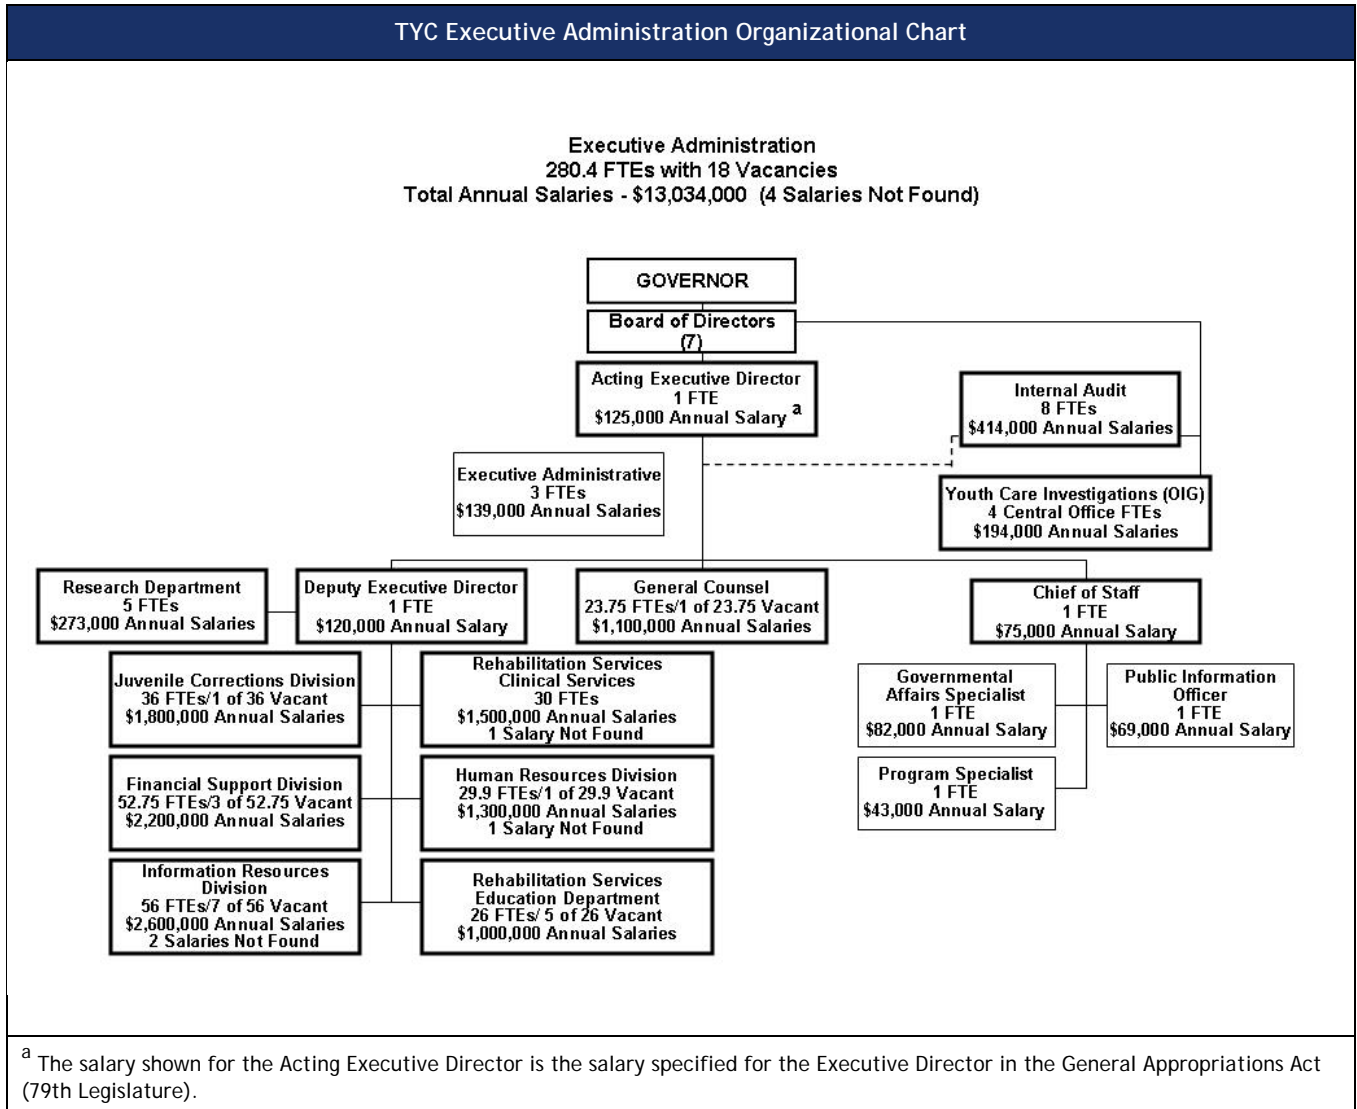 TYC Executive Administration Organizational Chart
Executive Administration
280.4 FTEs with 18 Vacancies
Total Annual Salaries - $13,034,000 (4 Salaries Not Found)
GOVERNOR
Board of Directors
(7)
Acting Executive Director
1 FTE
$125,000 Annual Salary a
Internal Audit
8 FTEs
$414,000 Annual Salaries
Executive Administrative
3 FTEs
$139,000 Annual Salaries
Youth Care Investigations (OIG)
4 Central Office FTEs
$194,000 Annual Salaries
Research Department
5 FTEs
$273,000 Annual Salaries
Deputy Executive Director
1 FTE
$120,000 Annual Salary
General Counsel
23.75 FTEs/1 of 23.75 Vacant
$1,100,000 Annual Salaries
Chief of Staff
1 FTE
$75,000 Annual Salary
Juvenile Corrections Division
36 FTEs/1 of 36 Vacant
$1,800,000 Annual Salaries
Rehabilitation Services
Clinical Services
30 FTEs
$1,500,000 Annual Salaries
1 Salary Not Found
Governmental
Affairs Specialist
1 FTE
$82,000 Annual Salary
Public Information
Officer
1 FTE
$69,000 Annual Salary
Financial Support Division
52.75 FTEs/3 of 52.75 Vacant
$2,200,000 Annual Salaries
Human Resources Division
29.9 FTEs/1 of 29.9 Vacant
$1,300,000 Annual Salaries
1 Salary Not Found
Program Specialist
1 FTE
$43,000 Annual Salary
Information Resources
Division
56 FTEs/7 of 56 Vacant
$2,600,000 Annual Salaries
2 Salaries Not Found
Rehabilitation Services
Education Department
26 FTEs/ 5 of 26 Vacant
$1,000,000 Annual Salaries
a The salary shown for the Acting Executive Director is the salary specified for the Executive Director in the General Appropriations Act
(79th Legislature).